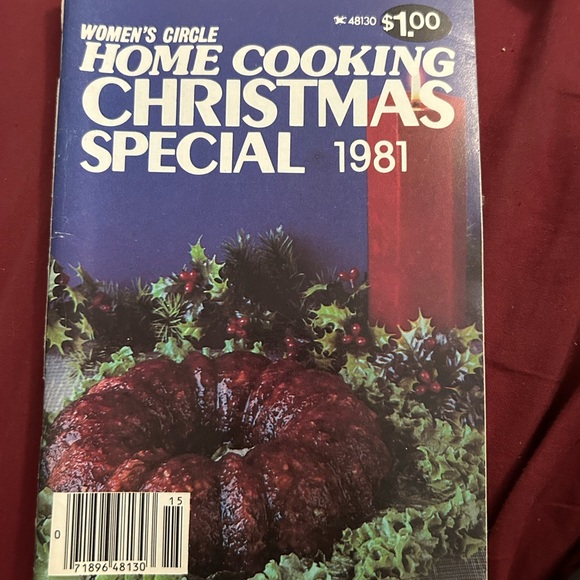 WOMEN'S CIRCLE
48130 $1.00
HOME COOKING
CHRISTMAS
SPECIAL 1981
15
0
71896 48130